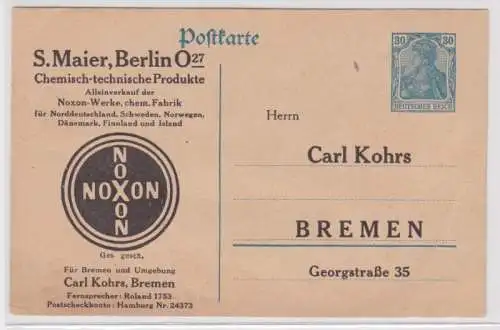 Postkarte
S. Maier, Berlin O27
Chemisch-technische Produkte
Alleinverkauf der
Noxon-Werke, chem. Fabrik
für Norddeutschland, Schweden, Norwegen,
Dänemark, Finnland und Island
NOXON
NOXON
Ges. gesch.
Für Bremen und Umgebung
Carl Kohrs, Bremen
Fernsprecher: Roland 1753
Postscheckkonto: Hamburg Nr. 24373
30 30
DEUTSCHES REICH
Herrn
Carl Kohrs
BREMEN
Georgstraße 35